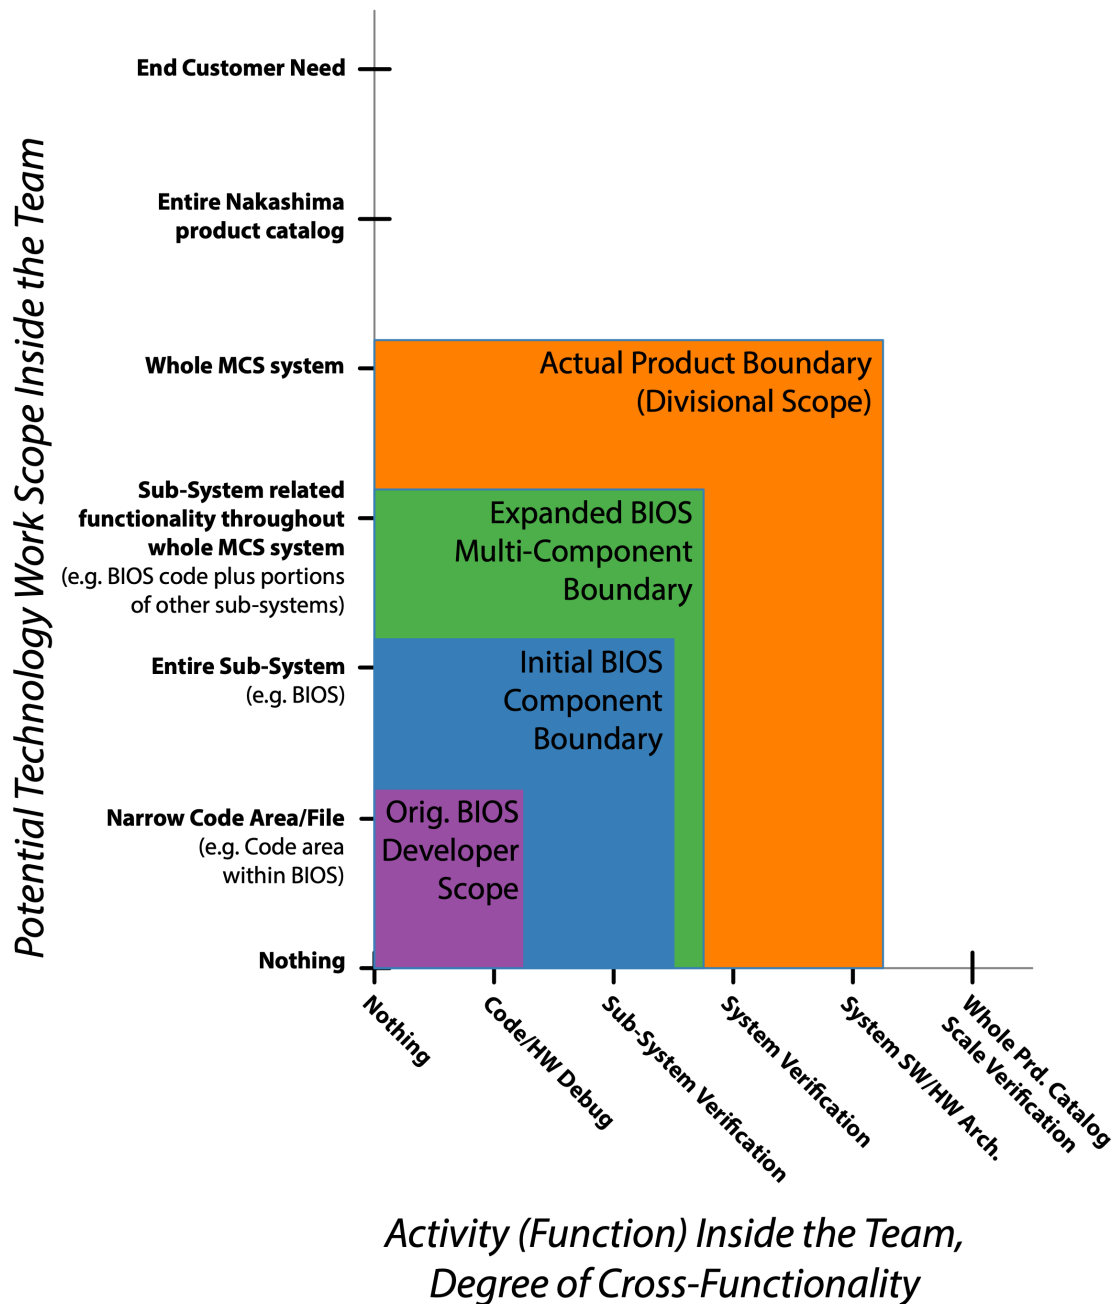 Potential Technology Work Scope Inside the Team
End Customer Need
Entire Nakashima
product catalog
Whole MCS system
Sub-System related
functionality throughout
whole MCS system
(e.g. BIOS code plus portions
of other sub-systems)
Entire Sub-System
(e.g. BIOS)
Narrow Code Area/File
(e.g. Code area
within BIOS)
Nothing
Actual Product Boundary
(Divisional Scope)
Expanded BIOS
Multi-Component
Boundary
Initial BIOS
Component
Boundary
Orig. BIOS
Developer
Scope
Nothing
Code/HW Debug
Sub-System Verification
System Verification
System SW/HW Arch.
Whole Prd. Catalog
Scale Verification
Activity (Function) Inside the Team,
Degree of Cross-Functionality